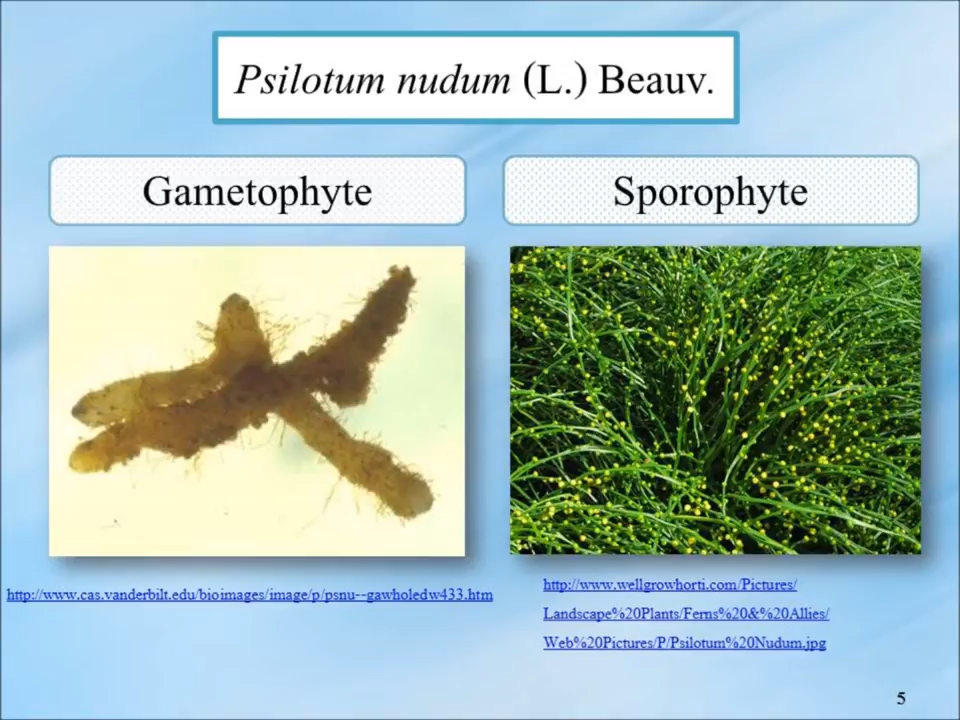 Psilotum nudum (L.) Beauv.
Gametophyte
Sporophyte
http://www.cas.vanderbilt.edu/bioimages/image/p/psnu--gawholedw433.htm
http://www.wellgrowhorti.com/Pictures/
Landscape%20Plants/Ferns%20&%20Allies/
Web%20Pictures/P/Psilotum%20Nudum.jpg
5